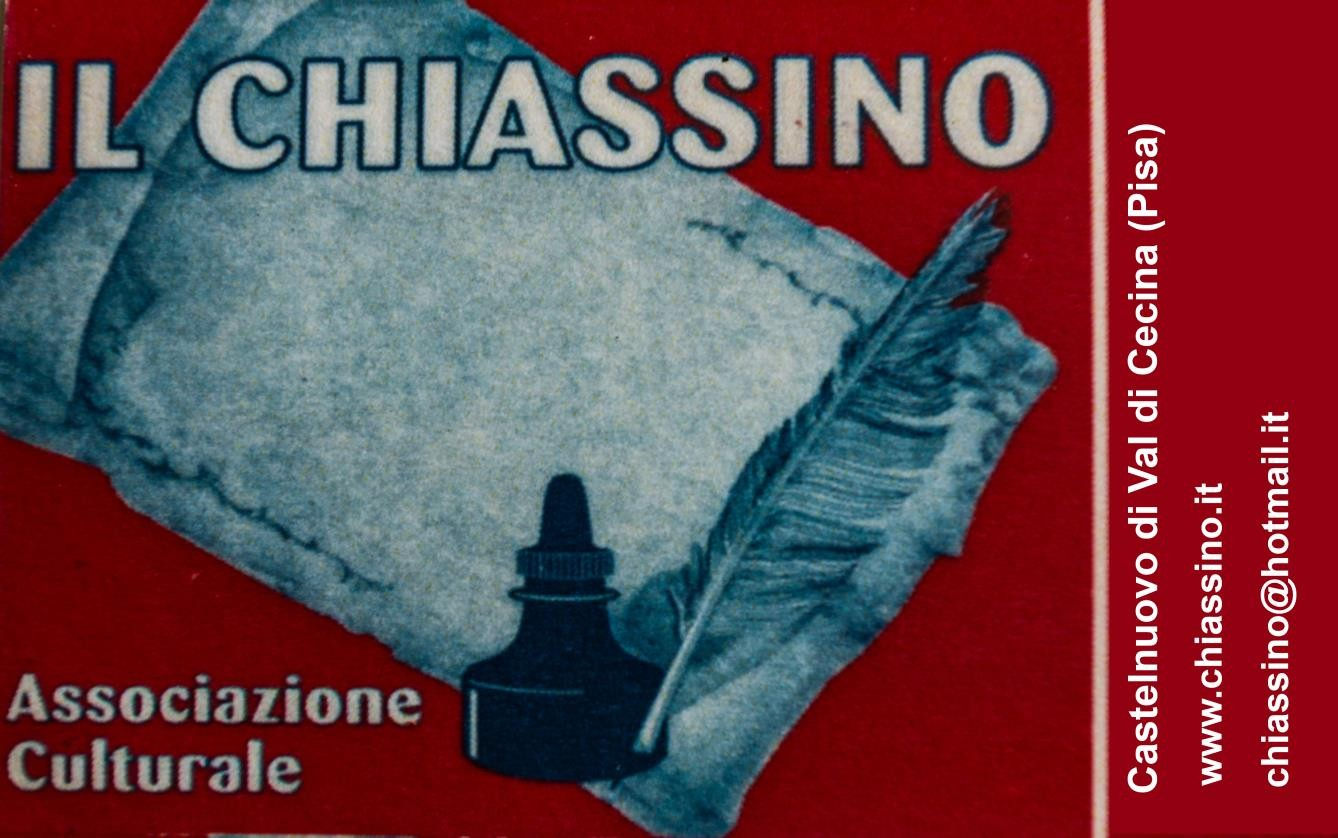 IL CHIASSINO
Associazione
Culturale
Castelnuovo di Val di Cecina (Pisa)
www.chiassino.it
chiassino@hotmail.it